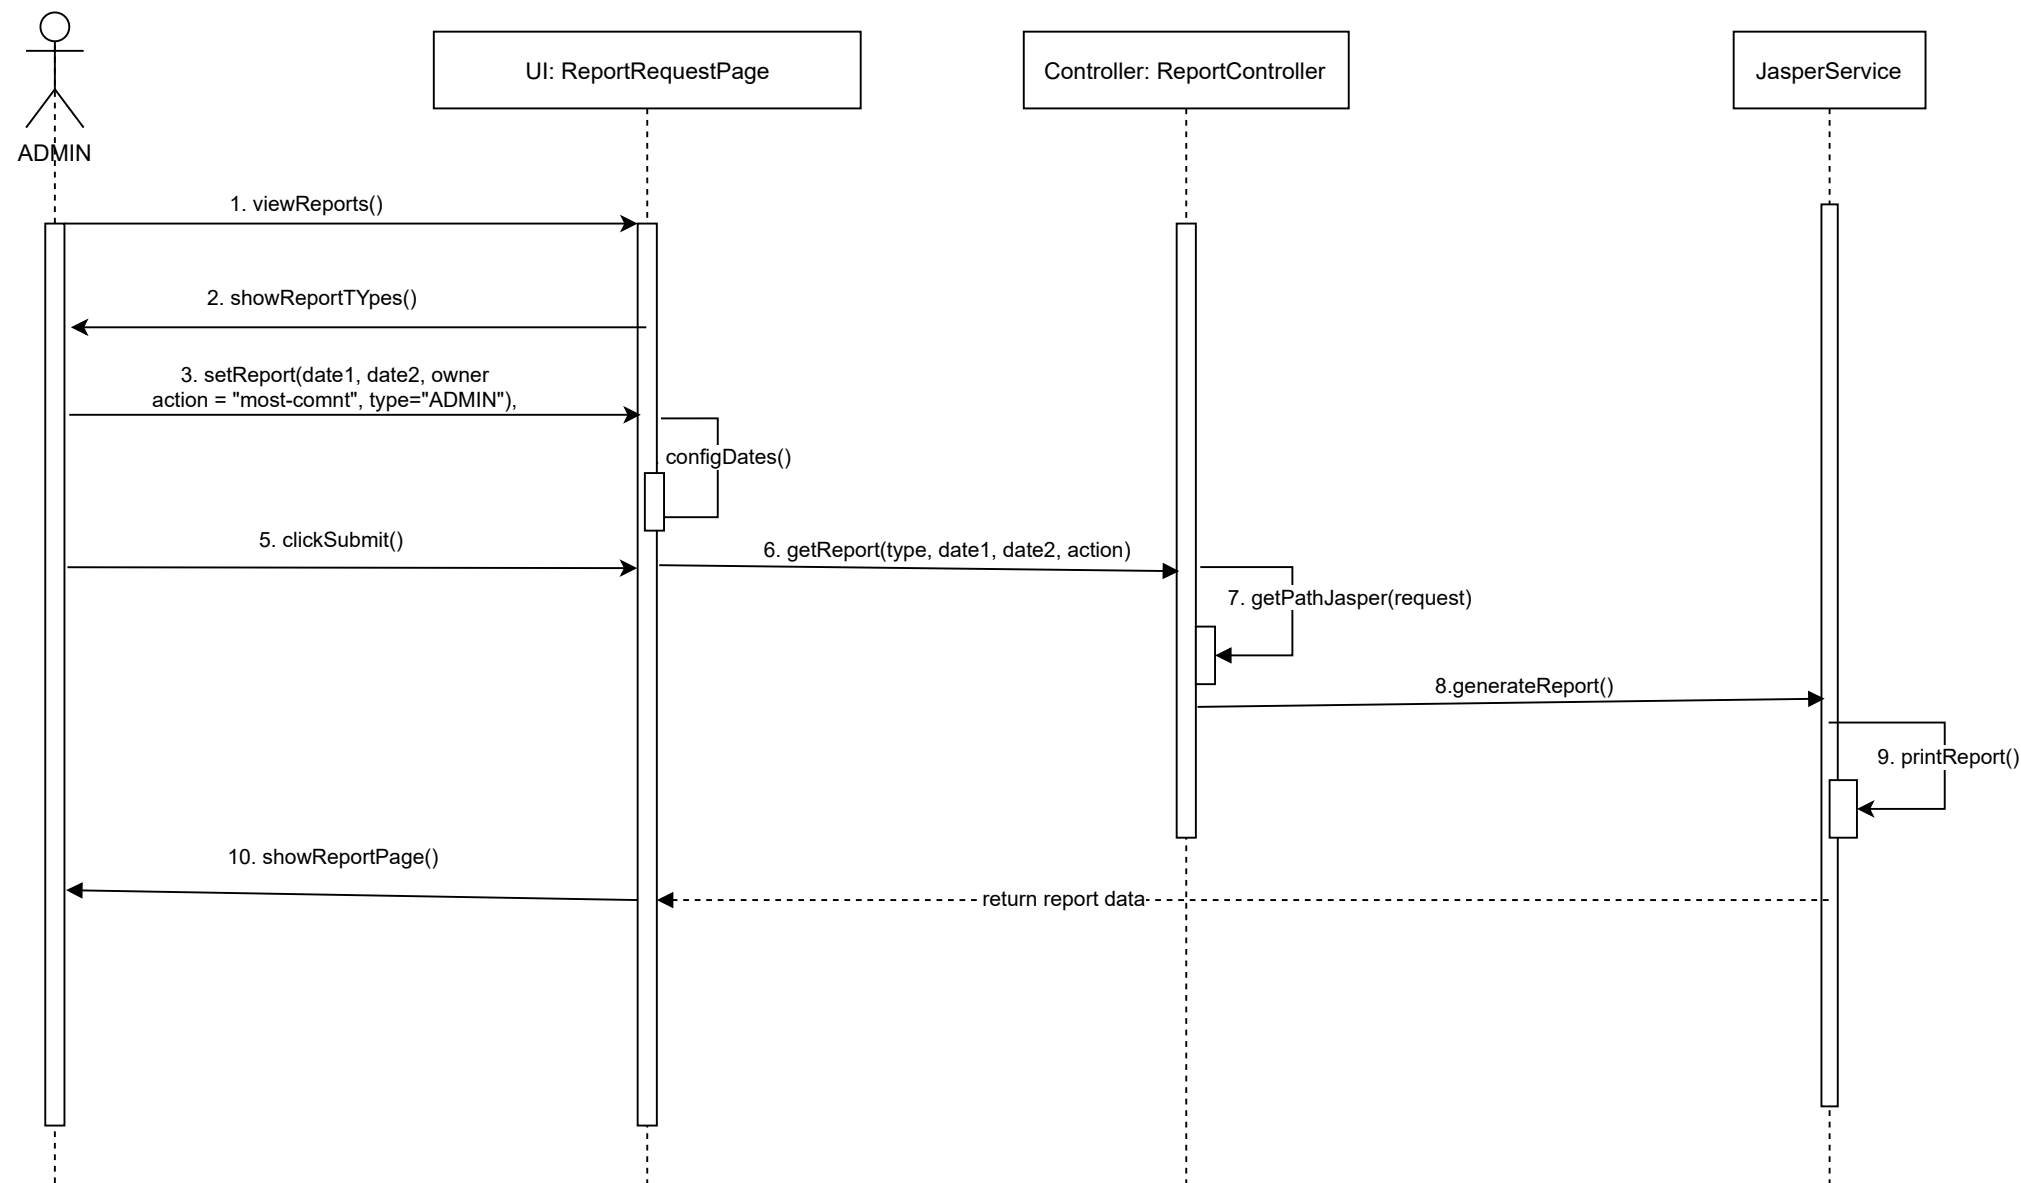 ADMIN
UI: ReportRequestPage
Controller: ReportController
JasperService
1. viewReports()
2. showReportTYpes()
3. setReport(date1, date2, owner
action = "most-comnt", type="ADMIN"),
configDates()
5. clickSubmit()
6. getReport(type, date1, date2, action)
7. getPathJasper(request)
8.generateReport()
9. printReport()
10. showReportPage()
return report data